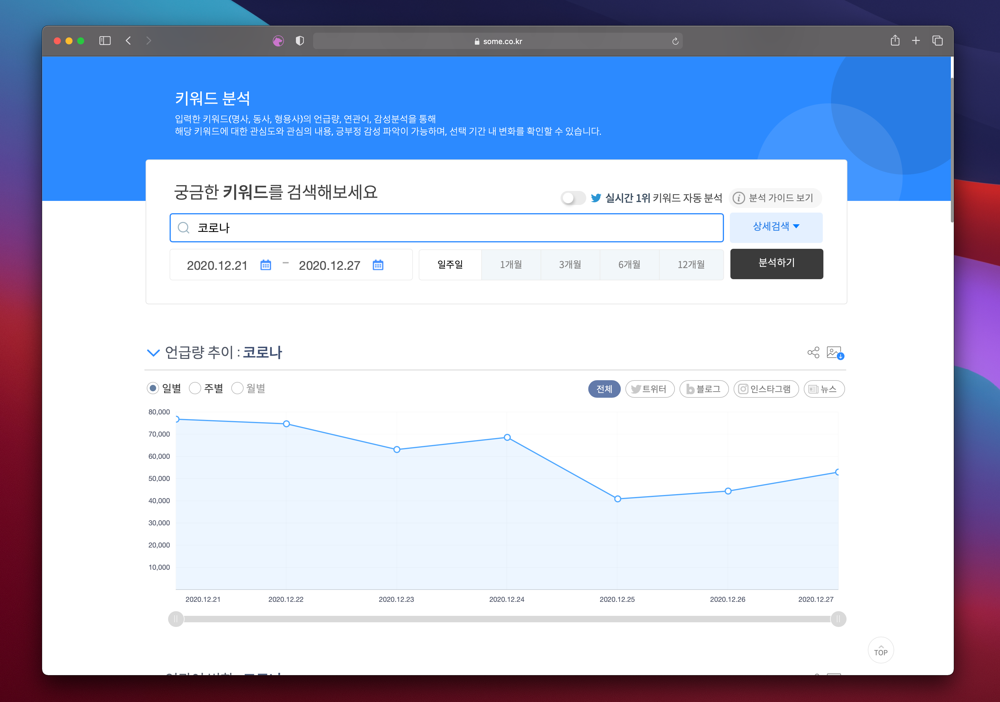 some.co.kr
키워드 분석
입력한 키워드(명사, 동사, 형용사)의 언급량, 연관어, 감성분석을 통해
해당 키워드에 대한 관심도와 관심의 내용, 긍부정 감성 파악이 가능하며, 선택 기간 내 변화를 확인할 수 있습니다.
궁금한 키워드를 검색해보세요
실시간 1위 키워드 자동 분석
분석 가이드 보기
코로나
상세검색
2020.12.21 – 2020.12.27
일주일 1개월 3개월 6개월 12개월
분석하기
언급량 추이 : 코로나
일별 주별 월별
전체 트위터 블로그 인스타그램 뉴스
80,000
70,000
60,000
50,000
40,000
30,000
20,000
10,000
2020.12.21 2020.12.22 2020.12.23 2020.12.24 2020.12.25 2020.12.26 2020.12.27
TOP